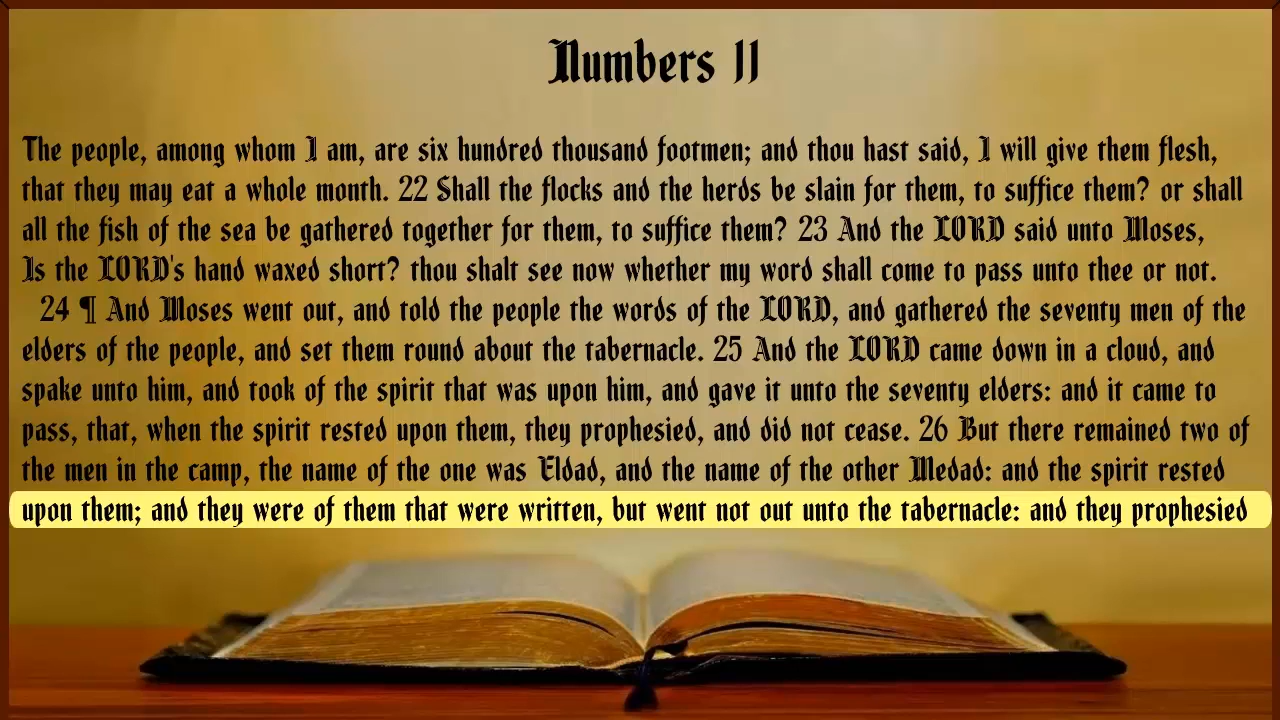 Numbers 11
The people, among whom I am, are six hundred thousand footmen; and thou hast said, I will give them flesh,
that they may eat a whole month. 22 Shall the flocks and the herds be slain for them, to suffice them? or shall
all the fish of the sea be gathered together for them, to suffice them? 23 And the LORD said unto Moses,
Is the LORD's hand waxed short? thou shalt see now whether my word shall come to pass unto thee or not.
24 ¶ And Moses went out, and told the people the words of the LORD, and gathered the seventy men of the
elders of the people, and set them round about the tabernacle. 25 And the LORD came down in a cloud, and
spake unto him, and took of the spirit that was upon him, and gave it unto the seventy elders: and it came to
pass, that, when the spirit rested upon them, they prophesied, and did not cease. 26 But there remained two of
the men in the camp, the name of the one was Eldad, and the name of the other Medad: and the spirit rested
upon them; and they were of them that were written, but went not out unto the tabernacle: and they prophesied